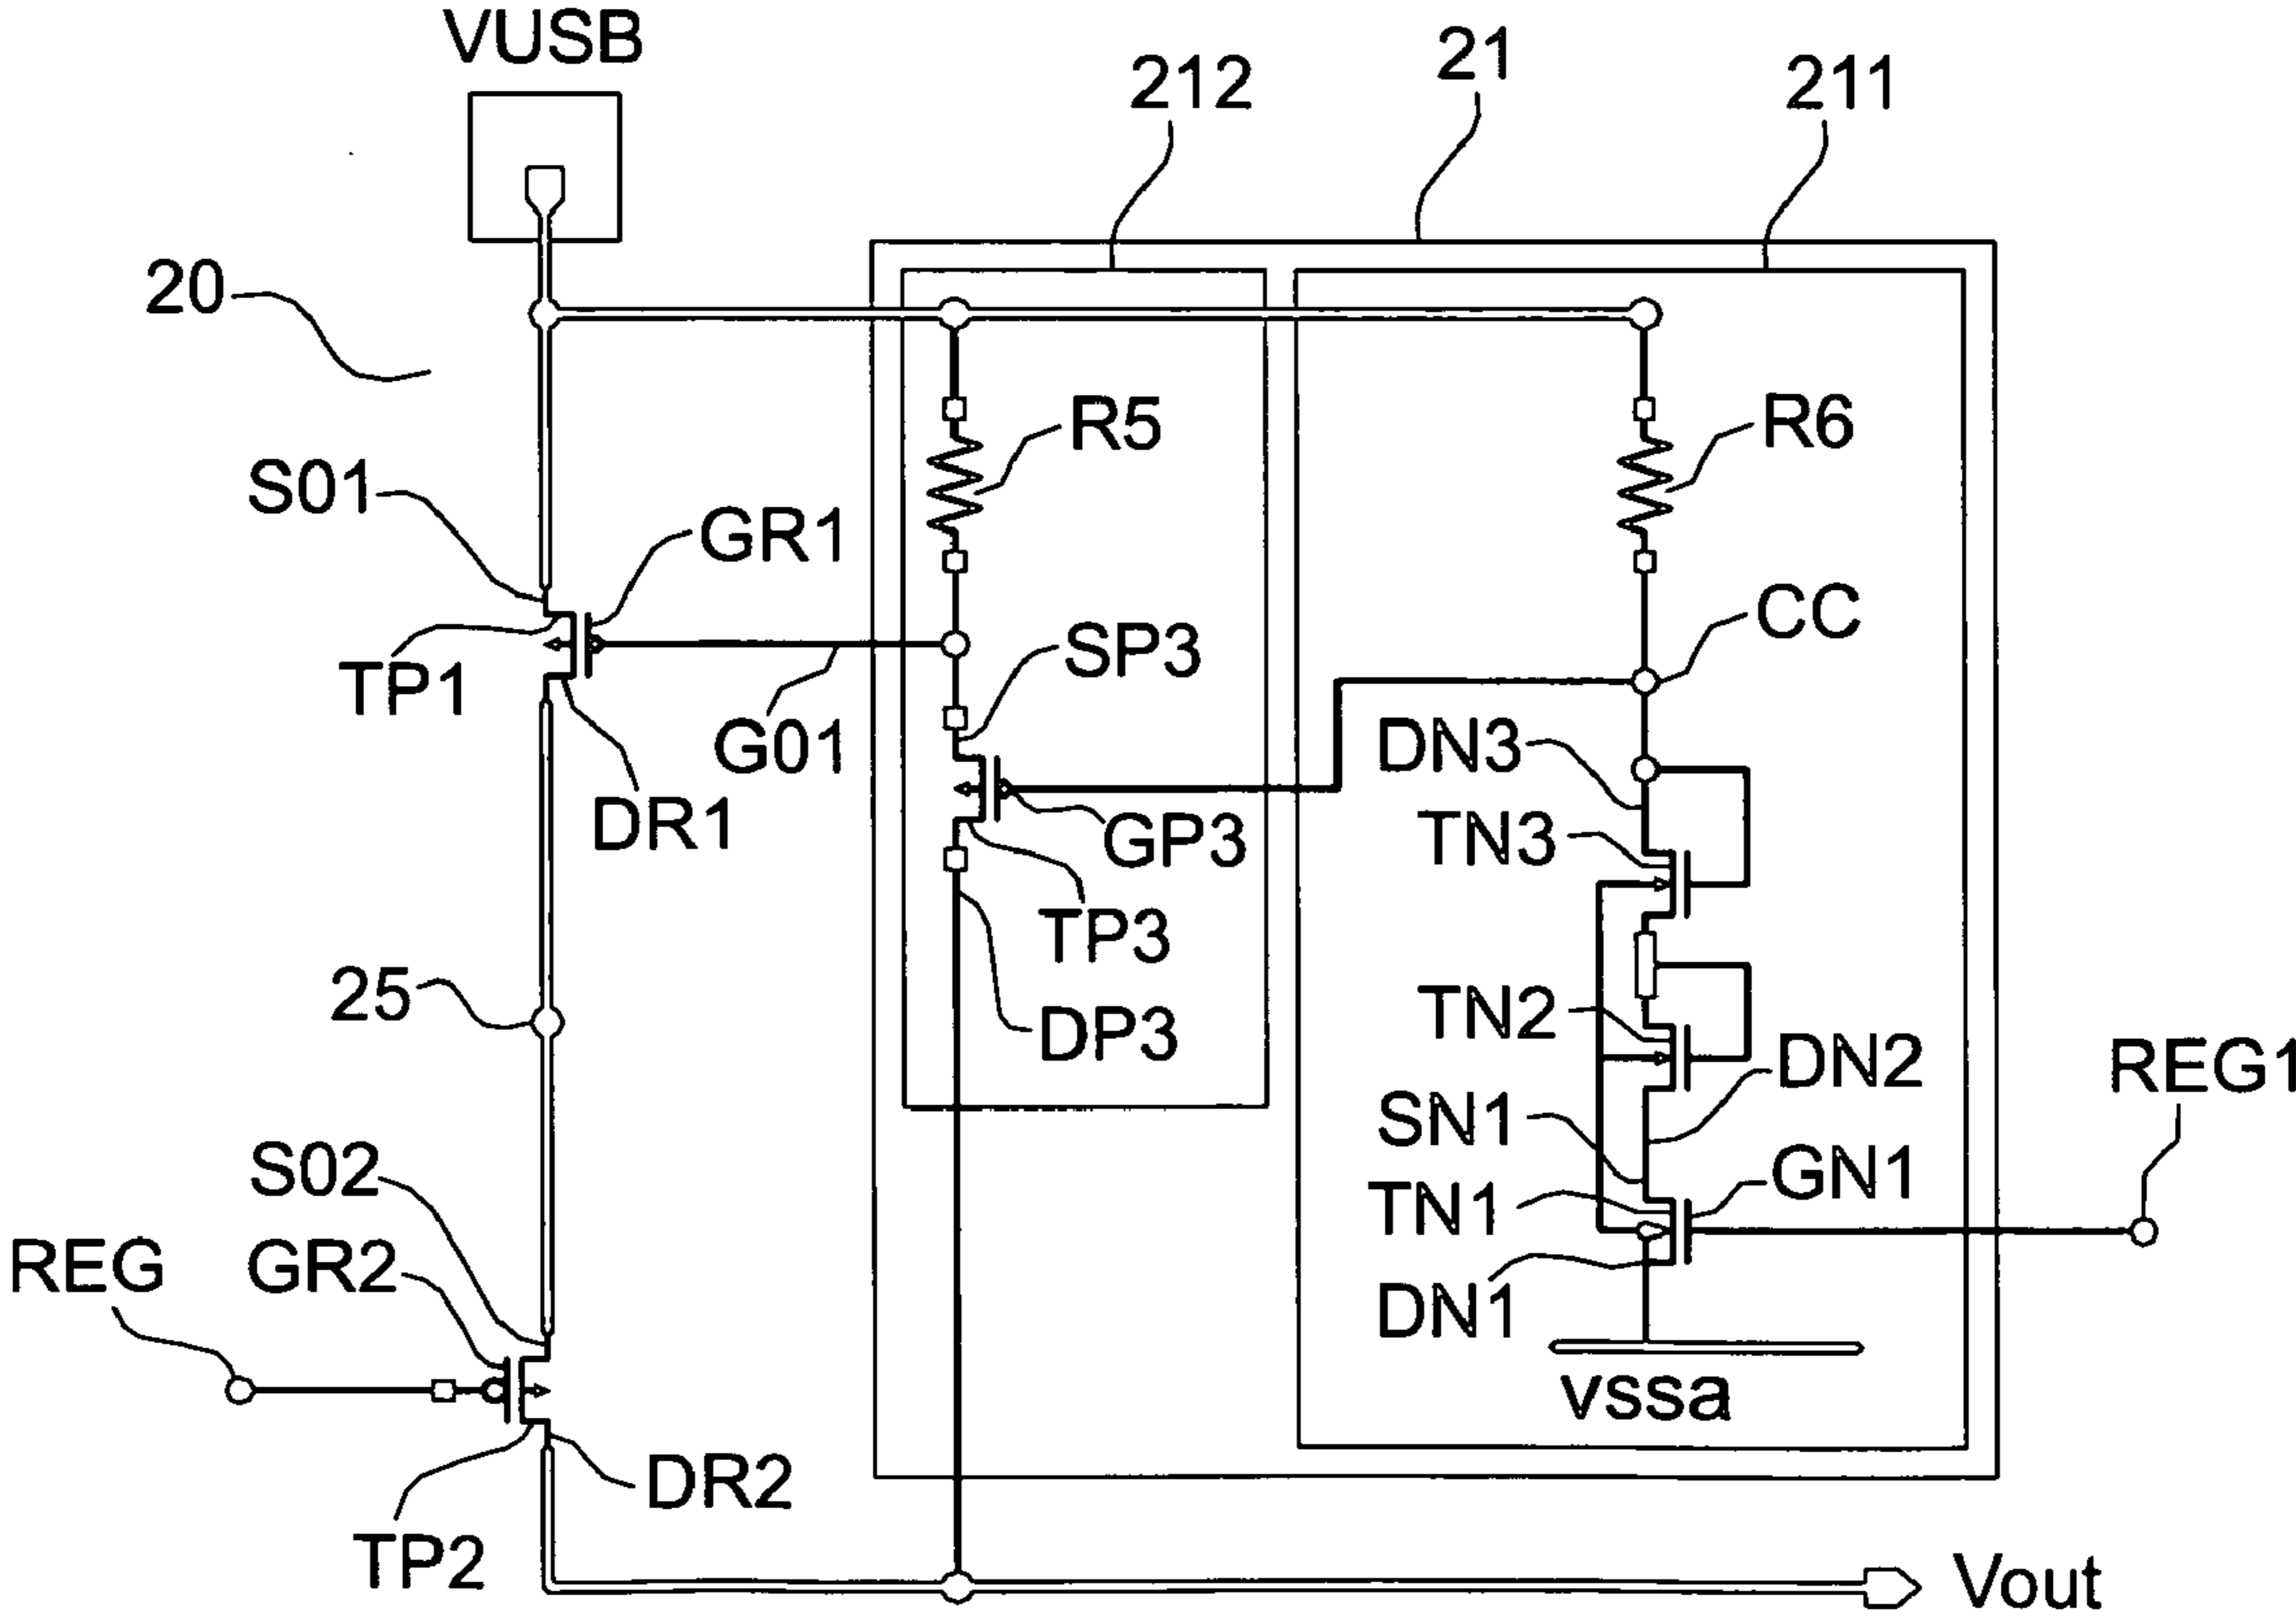 VUSB
212
21
211
20
R5
R6
S01
GR1
CC
SP3
TP1
G01
DN3
DR1
GP3
TN3
TP3
25
TN2
DP3
DN2
REG1
SN1
S02
GN1
TN1
REG
GR2
DN1
vssa
DR2
TP2
Vout